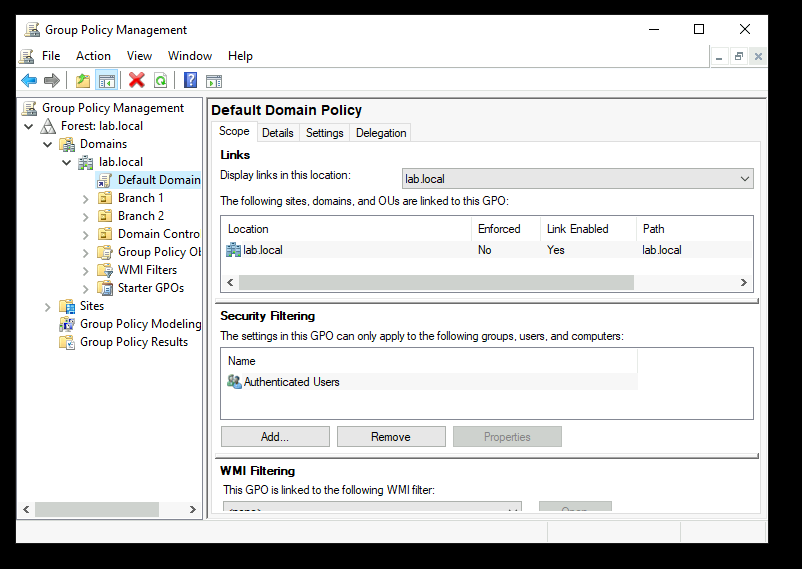 Group Policy Management
File Action View Window Help
Group Policy Management
Forest: lab.local
Domains
lab.local
Default Domain
Branch 1
Branch 2
Domain Contro
Group Policy Ob
WMI Filters
Starter GPOs
Sites
Group Policy Modeling
Group Policy Results
Default Domain Policy
Scope Details Settings Delegation
Links
Display links in this location: lab.local
The following sites, domains, and OUs are linked to this GPO:
Location Enforced Link Enabled Path
lab.local No Yes lab.local
Security Filtering
The settings in this GPO can only apply to the following groups, users, and computers:
Name
Authenticated Users
Add... Remove Properties
WMI Filtering
This GPO is linked to the following WMI filter:
<none> Open